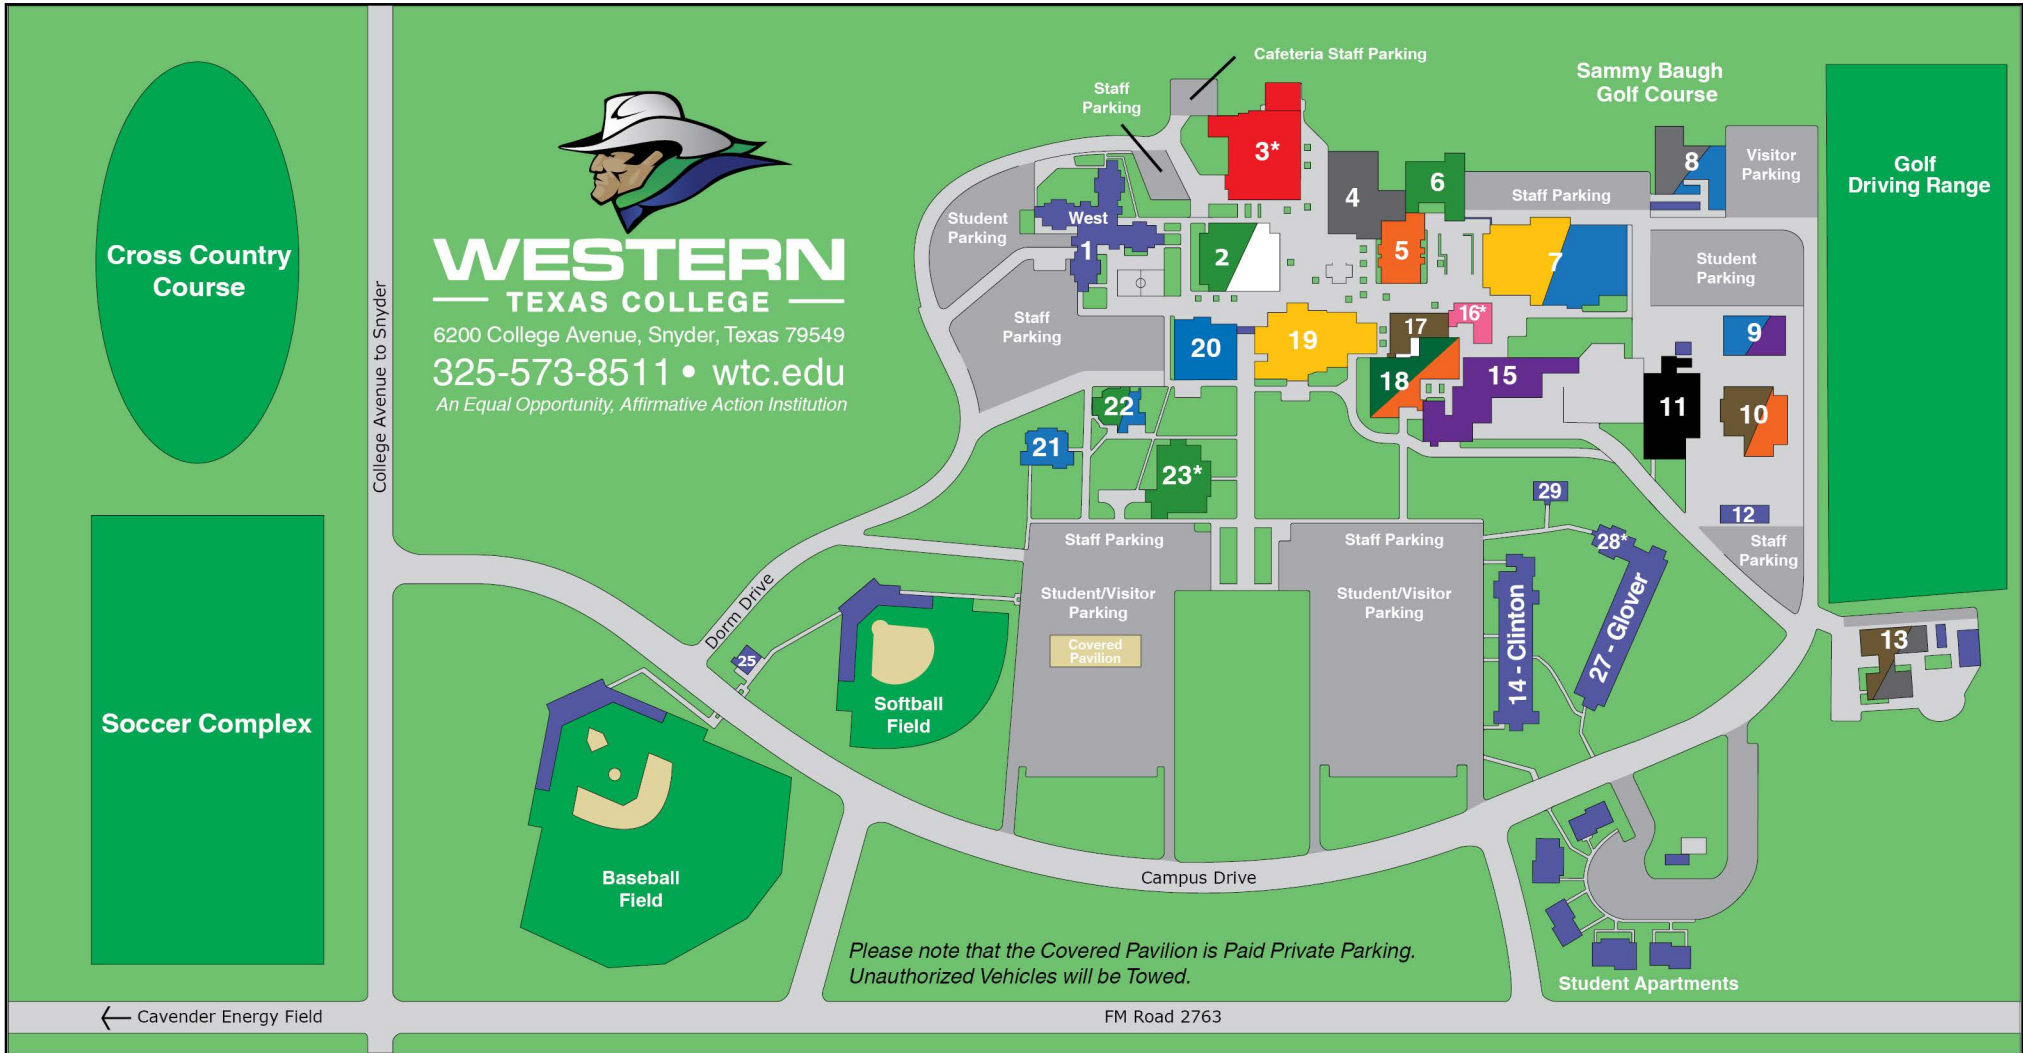 Cafeteria Staff Parking
Sammy Baugh
Golf Course
Staff
Parking
Cross Country
Course
College Avenue to Snyder
WESTERN
TEXAS COLLEGE
6200 College Avenue, Snyder, Texas 79549
325-573-8511 • wtc.edu
An Equal Opportunity, Affirmative Action Institution
3*
4
6
8
Visitor
Parking
Golf
Driving Range
Staff Parking
Student
Parking
West
1
2
5
7
Student
Parking
Staff
Parking
20
19
17
16*
18
15
9
11
10
22
21
23*
29
12
28*
Staff
Parking
Staff Parking
Staff Parking
Student/Visitor
Parking
Student/Visitor
Parking
Covered
Pavilion
14 - Clinton
27 - Glover
13
Dorm Drive
25
Softball
Field
Soccer Complex
Baseball
Field
Campus Drive
Please note that the Covered Pavilion is Paid Private Parking.
Unauthorized Vehicles will be Towed.
Student Apartments
Cavender Energy Field
FM Road 2763